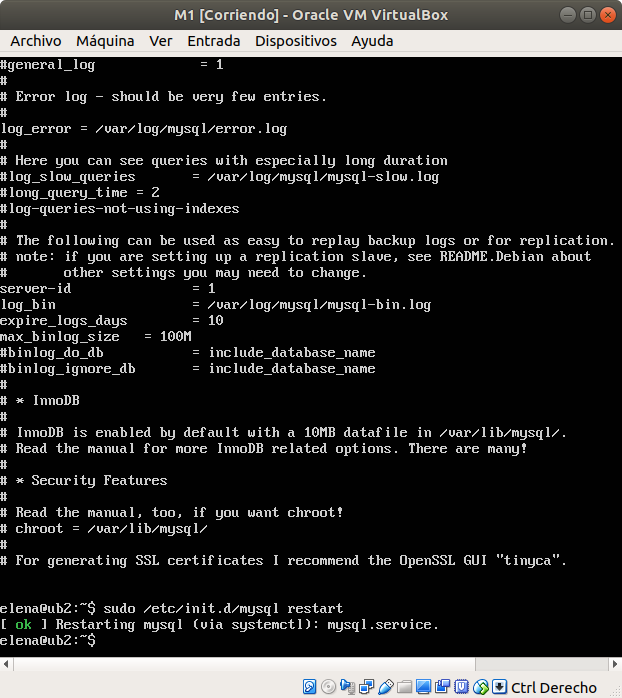 M1 [Corriendo] - Oracle VM VirtualBox
Archivo Máquina Ver Entrada Dispositivos Ayuda
#general_log             = 1
#
# Error log - should be very few entries.
#
log_error = /var/log/mysql/error.log
#
# Here you can see queries with especially long duration
#log_slow_queries       = /var/log/mysql/mysql-slow.log
#long_query_time = 2
#log-queries-not-using-indexes
#
# The following can be used as easy to replay backup logs or for replication.
# note: if you are setting up a replication slave, see README.Debian about
#       other settings you may need to change.
server-id               = 1
log_bin                 = /var/log/mysql/mysql-bin.log
expire_logs_days        = 10
max_binlog_size   = 100M
#binlog_do_db           = include_database_name
#binlog_ignore_db       = include_database_name
#
# * InnoDB
#
# InnoDB is enabled by default with a 10MB datafile in /var/lib/mysql/.
# Read the manual for more InnoDB related options. There are many!
#
# * Security Features
#
# Read the manual, too, if you want chroot!
# chroot = /var/lib/mysql/
#
# For generating SSL certificates I recommend the OpenSSL GUI "tinyca".
elena@ub2:~$ sudo /etc/init.d/mysql restart
[ ok ] Restarting mysql (via systemctl): mysql.service.
elena@ub2:~$
Ctrl Derecho